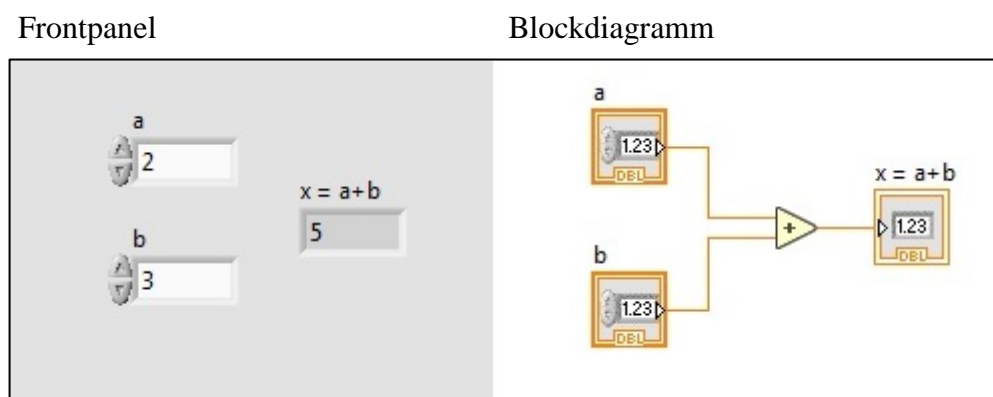 Frontpanel
Blockdiagramm
a
2
b
3
x = a+b
5
a
1.23
DBL
b
1.23
DBL
+
x = a+b
1.23
DBL